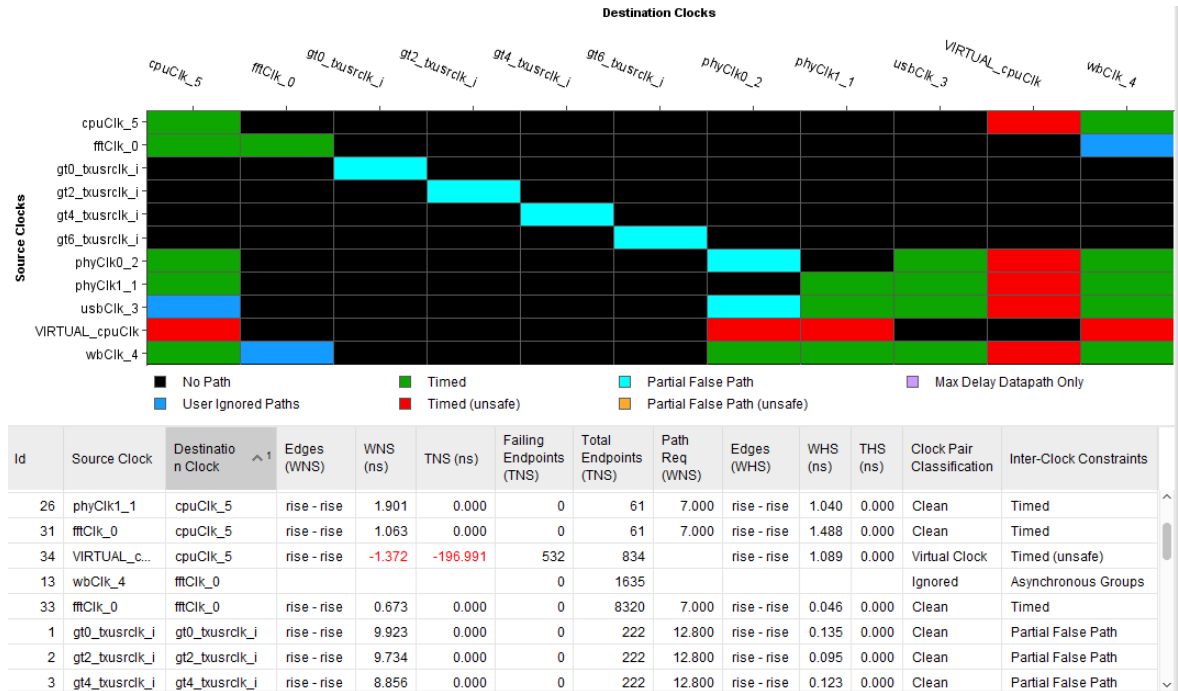 Destination Clocks
cpuClk_5 fftClk_0 gt0_txusrclk_i gt2_txusrclk_i gt4_txusrclk_i gt6_txusrclk_i phyClk0_2 phyClk1_1 usbClk_3 VIRTUAL_cpuClk wbClk_4
Source Clocks
cpuClk_5
fftClk_0
gt0_txusrclk_i
gt2_txusrclk_i
gt4_txusrclk_i
gt6_txusrclk_i
phyClk0_2
phyClk1_1
usbClk_3
VIRTUAL_cpuClk
wbClk_4
No Path Timed Partial False Path Max Delay Datapath Only
User Ignored Paths Timed (unsafe) Partial False Path (unsafe)
Id Source Clock Destinatio n Clock 1 Edges (WNS) WNS (ns) TNS (ns) Failing Endpoints (TNS) Total Endpoints (TNS) Path Req (WNS) Edges (WHS) WHS (ns) THS (ns) Clock Pair Classification Inter-Clock Constraints
26 phyClk1_1 cpuClk_5 rise - rise 1.901 0.000 0 61 7.000 rise - rise 1.040 0.000 Clean Timed
31 fftClk_0 cpuClk_5 rise - rise 1.063 0.000 0 61 7.000 rise - rise 1.488 0.000 Clean Timed
34 VIRTUAL_c... cpuClk_5 rise - rise -1.372 -196.991 532 834 rise - rise 1.089 0.000 Virtual Clock Timed (unsafe)
13 wbClk_4 fftClk_0 0 1635 Ignored Asynchronous Groups
33 fftClk_0 fftClk_0 rise - rise 0.673 0.000 0 8320 7.000 rise - rise 0.046 0.000 Clean Timed
1 gt0_txusrclk_i gt0_txusrclk_i rise - rise 9.923 0.000 0 222 12.800 rise - rise 0.135 0.000 Clean Partial False Path
2 gt2_txusrclk_i gt2_txusrclk_i rise - rise 9.734 0.000 0 222 12.800 rise - rise 0.095 0.000 Clean Partial False Path
3 gt4_txusrclk_i gt4_txusrclk_i rise - rise 8.856 0.000 0 222 12.800 rise - rise 0.123 0.000 Clean Partial False Path